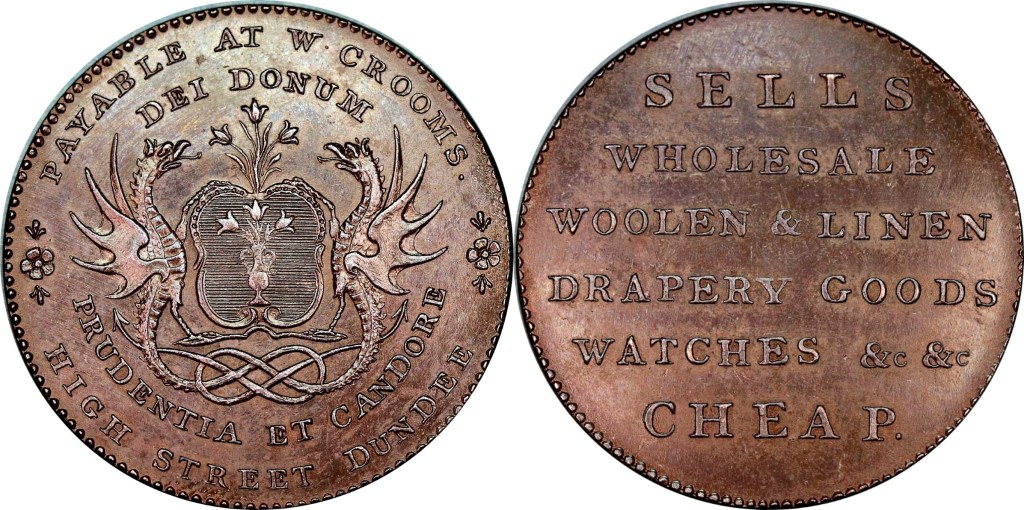 PAYABLE AT W CROOMS.
DEI DONUM
PRUDENTIA ET CANDORE
HIGH STREET DUNDEE
SELLS
WHOLESALE
WOOLEN & LINEN
DRAPERY GOODS
WATCHES &c &c
CHEAP.